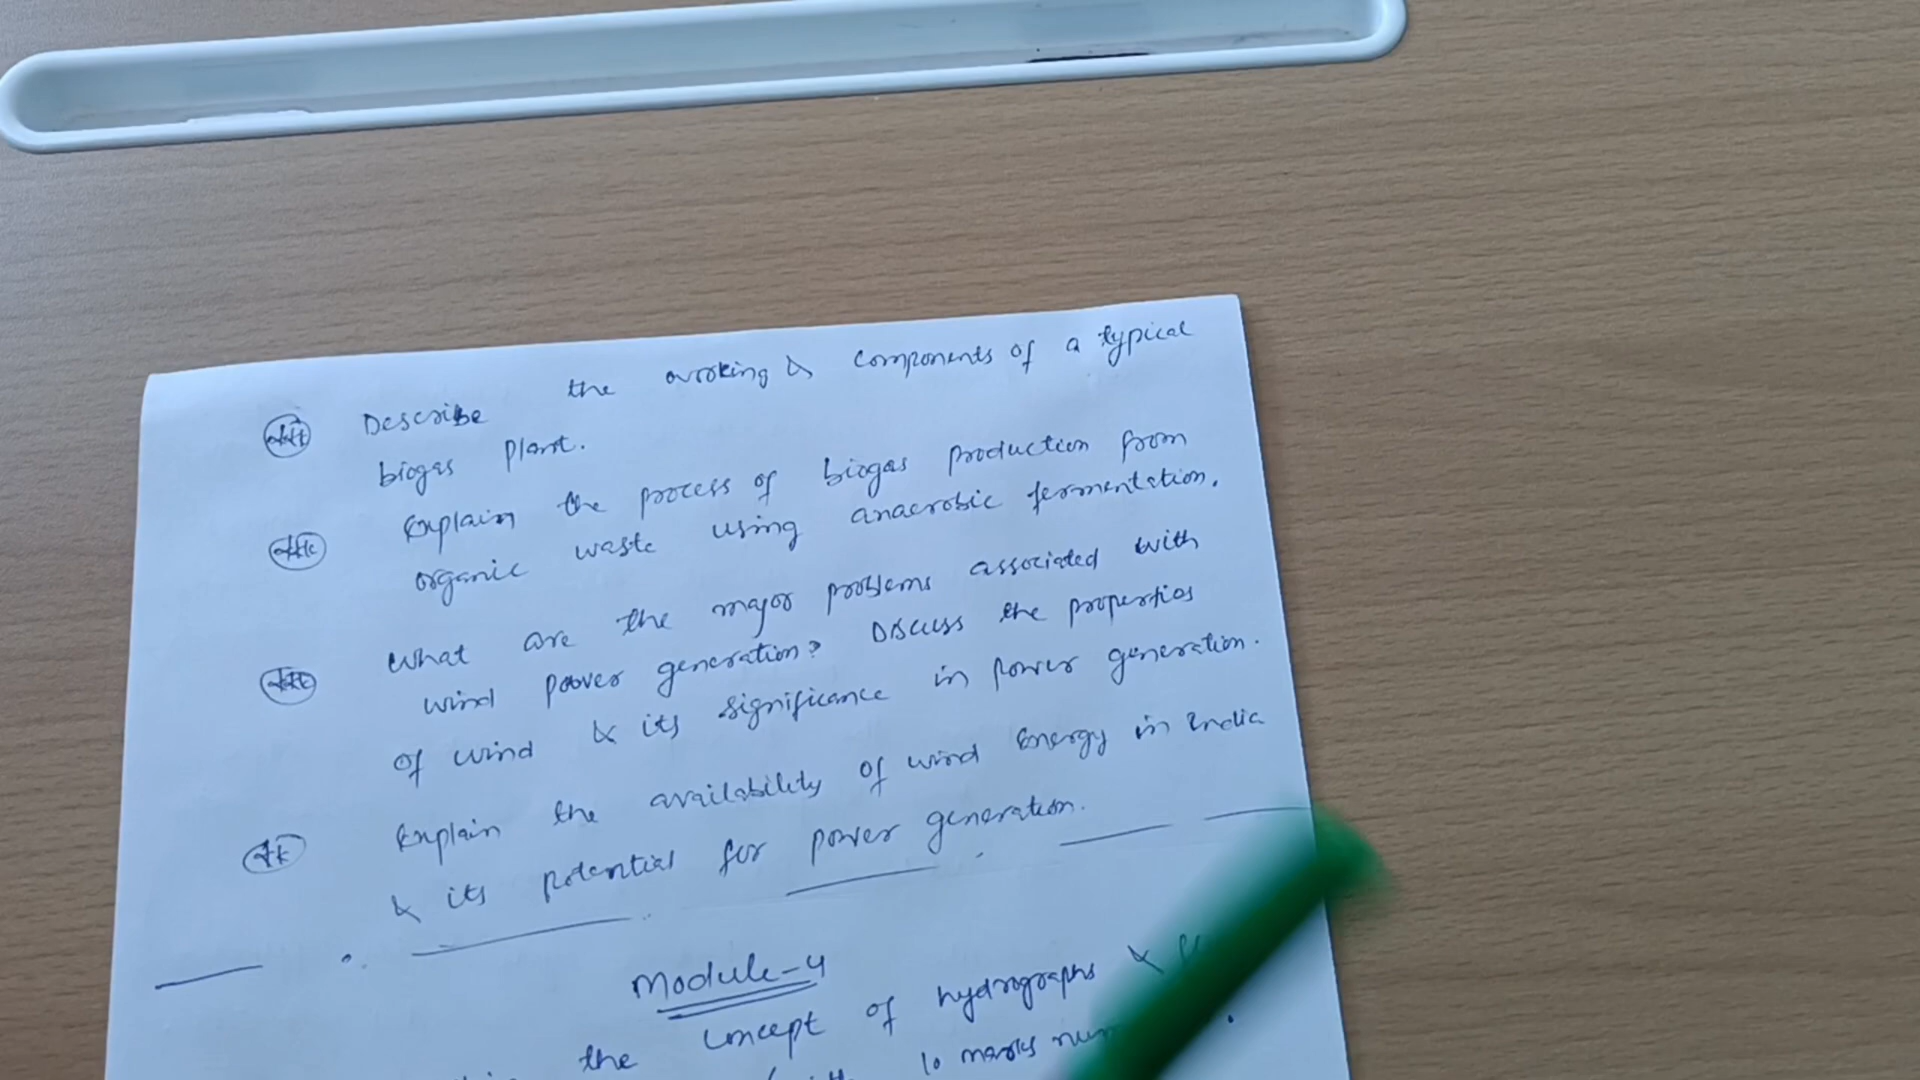 Describe the working & components of a typical
biogas plant.
Explain the process of biogas production from
organic waste using anaerobic fermentation.
What are the major problems associated with
wind power generation? Discuss the properties
of wind & its significance in power generation.
Explain the availability of wind Energy in India
& its potential for power generation.
Module-4
the concept of hydrographs &
10 marks